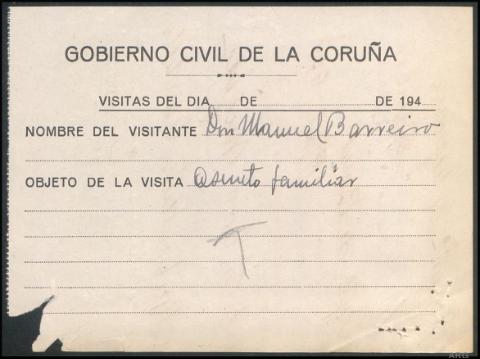 GOBIERNO CIVIL DE LA CORUÑA
VISITAS DEL DIA DE DE 194
NOMBRE DEL VISITANTE Don Manuel Barreiro
OBJETO DE LA VISITA Asunto familiar
ARG